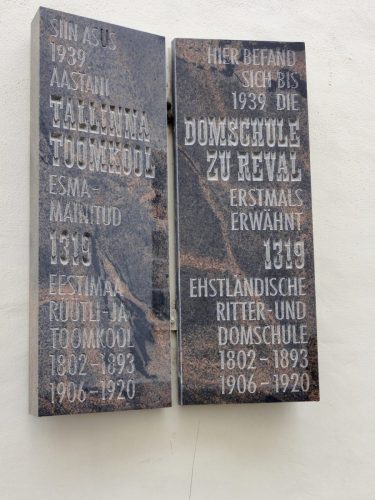 SIIN ASUS
1939
AASTANI
TALLINNA
TOOMKOOL
ESMA-
MAINITUD
1319
EESTIMAA
RÜÜTLI-JA
TOOMKOOL
1802-1893
1906-1920
HIER BEFAND
SICH BIS
1939 DIE
DOMSCHULE
ZU REVAL
ERSTMALS
ERWÄHNT
1319
EHSTLÄNDISCHE
RITTER-UND
DOMSCHULE
1802-1893
1906-1920